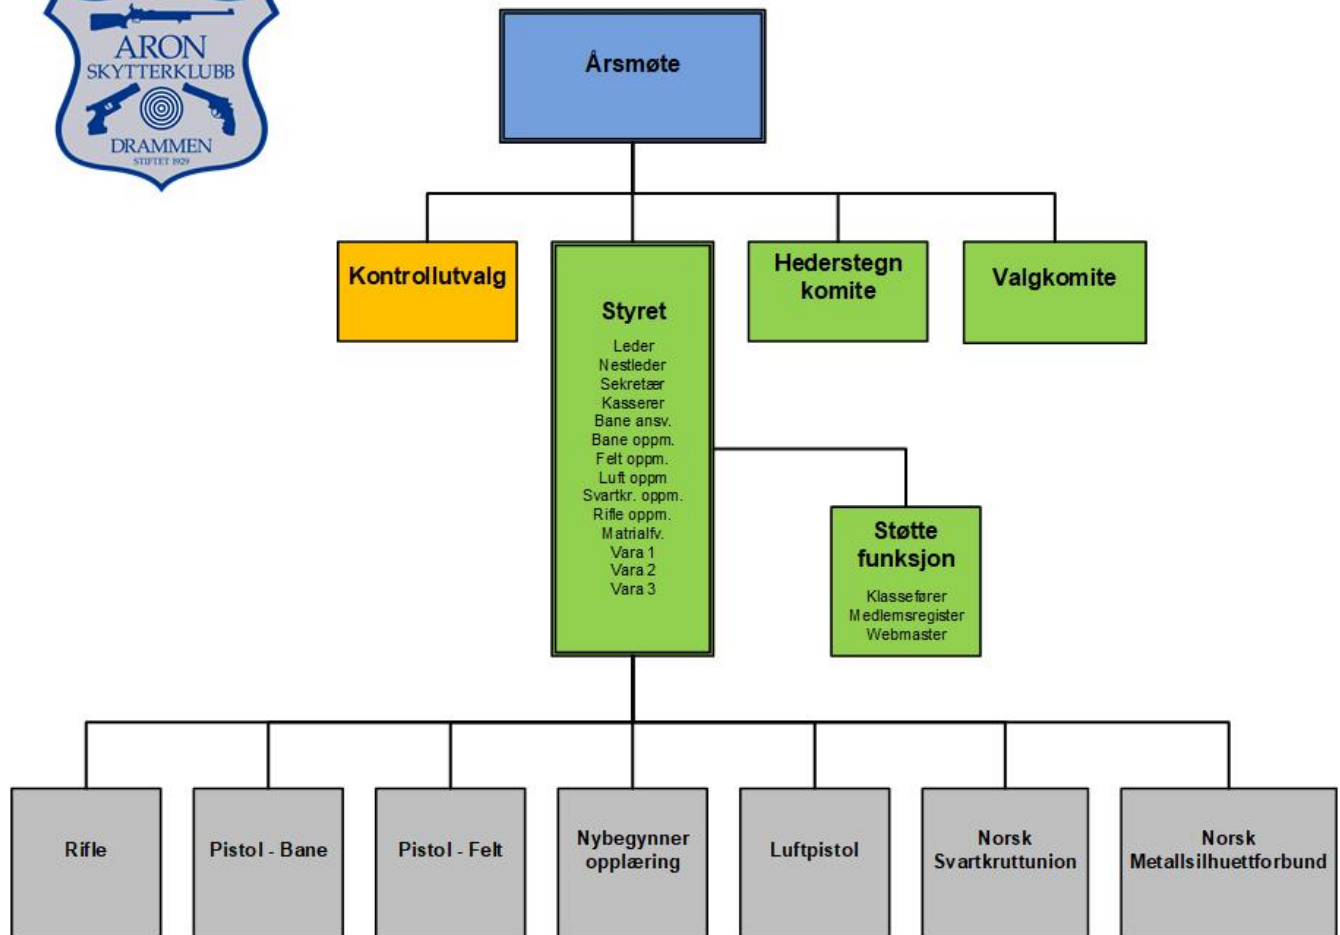 ARON
SKYTTERKLUBB
DRAMMEN
STIFTET 1929
Årsmøte
Kontrollutvalg
Styret
Leder
Nestleder
Sekretær
Kasserer
Bane ansv.
Bane oppm.
Felt oppm.
Luft oppm
Svartkr. oppm.
Rifle oppm.
Matrialfv.
Vara 1
Vara 2
Vara 3
Hederstegn
komite
Valgkomite
Støtte
funksjon
Klassefører
Medlemsregister
Webmaster
Rifle
Pistol - Bane
Pistol - Felt
Nybegynner
opplæring
Luftpistol
Norsk
Svartkruttunion
Norsk
Metallsilhuettforbund